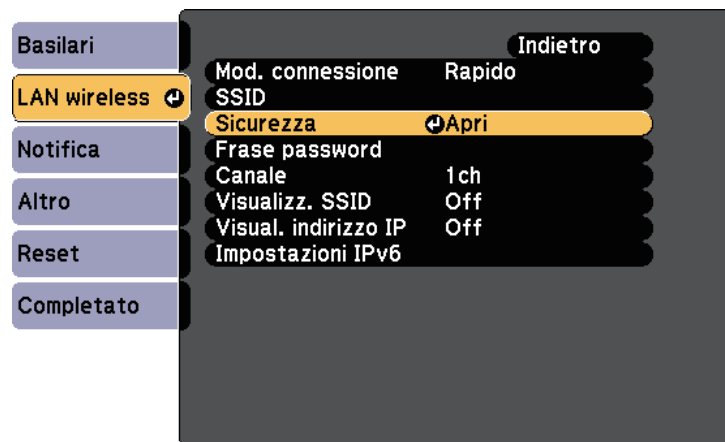 Basilari
LAN wireless
Notifica
Altro
Reset
Completato
Indietro
Mod. connessione Rapido
SSID
Sicurezza Apri
Frase password
Canale 1ch
Visualizz. SSID Off
Visual. indirizzo IP Off
Impostazioni IPv6